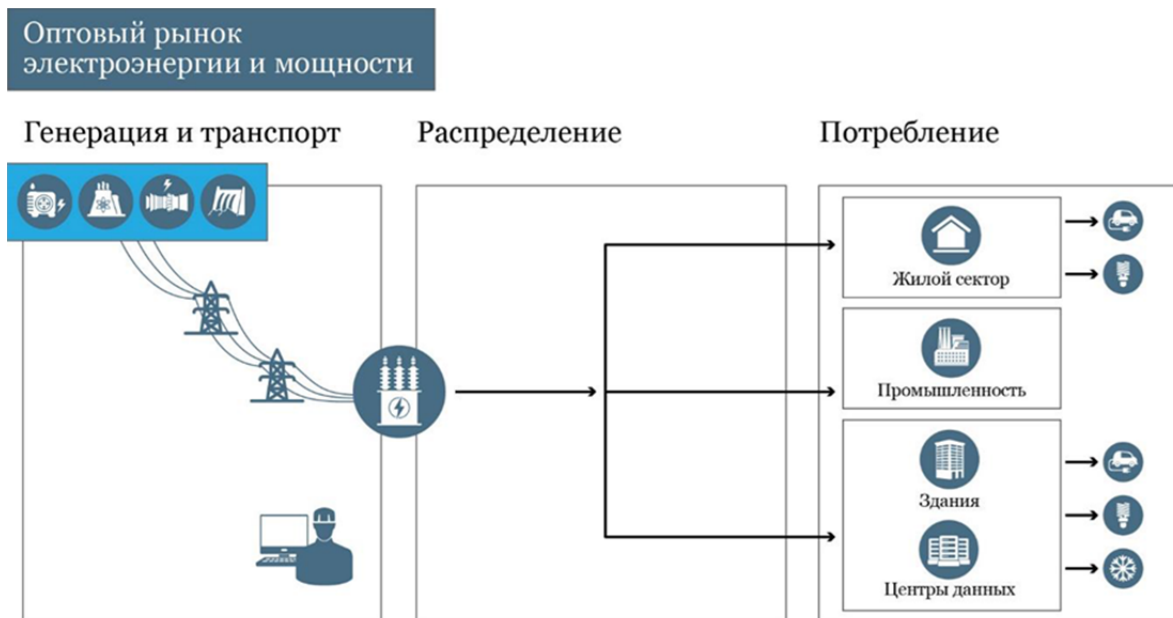 Оптовый рынок
электроэнергии и мощности
Генерация и транспорт
Распределение
Потребление
Жилой сектор
Промышленность
Здания
Центры данных